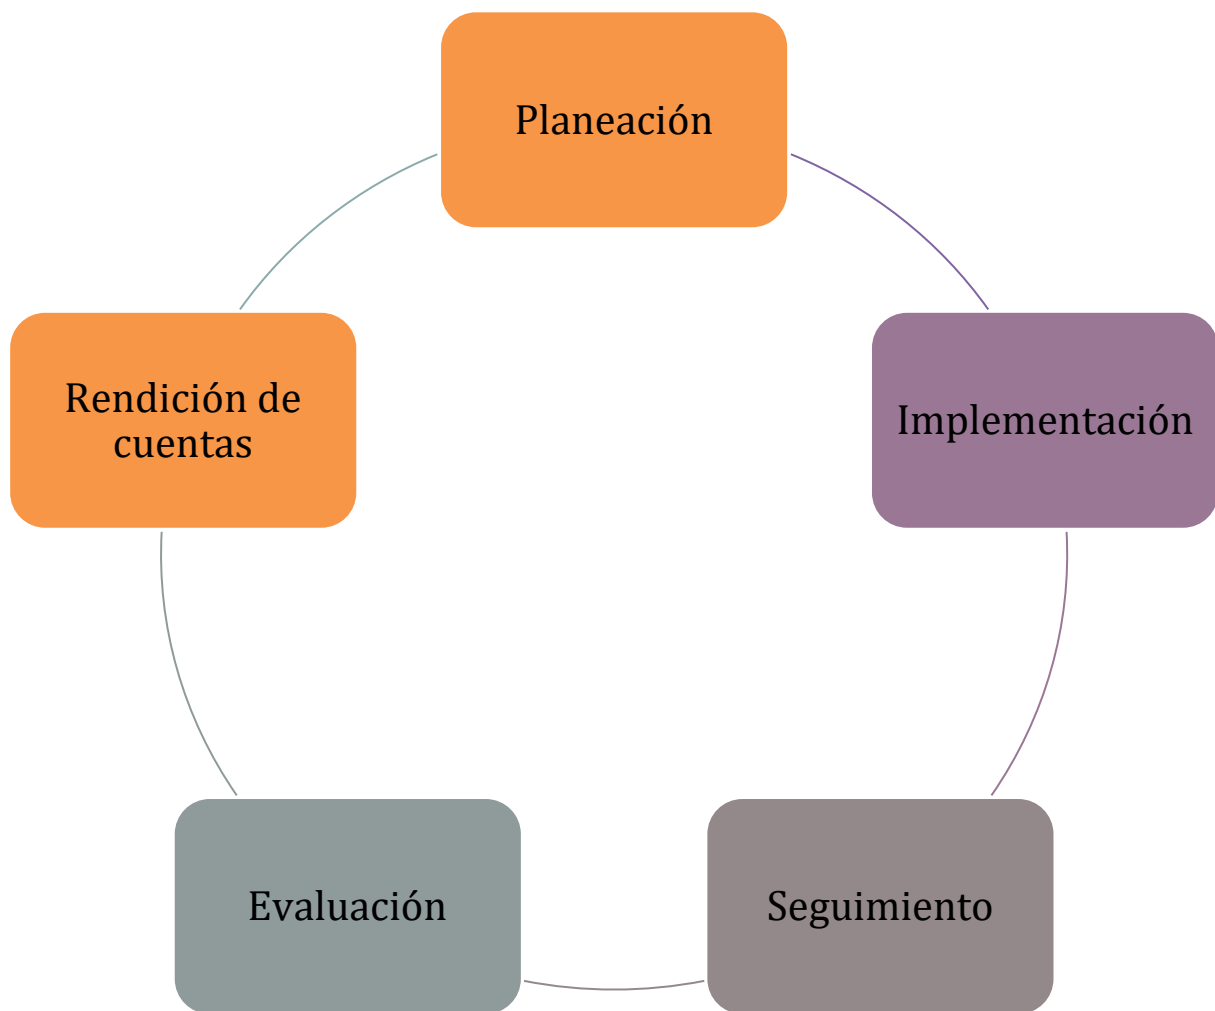 Planeación
Implementación
Seguimiento
Evaluación
Rendición de
cuentas